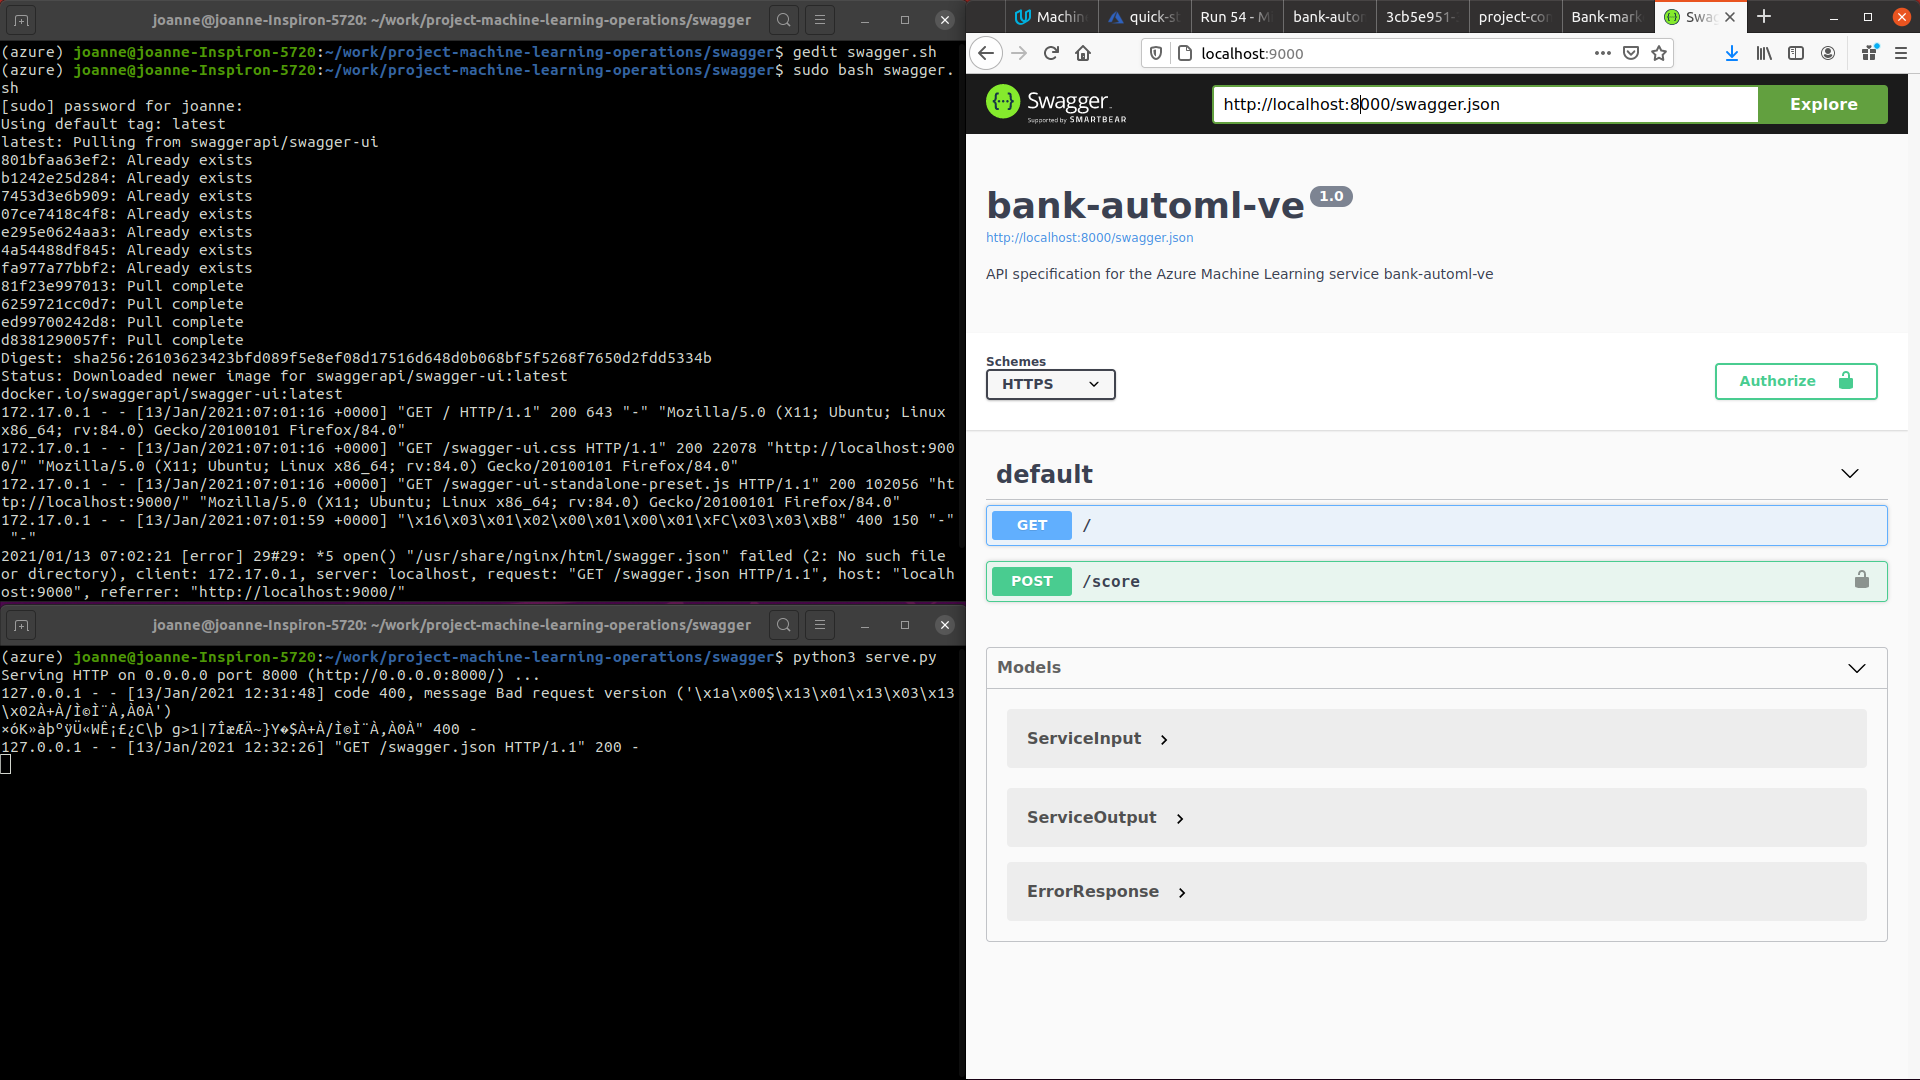 joanne@joanne-Inspiron-5720: ~/work/project-machine-learning-operations/swagger
(azure) joanne@joanne-Inspiron-5720:~/work/project-machine-learning-operations/swagger$ gedit swagger.sh
(azure) joanne@joanne-Inspiron-5720:~/work/project-machine-learning-operations/swagger$ sudo bash swagger.
sh
[sudo] password for joanne:
Using default tag: latest
latest: Pulling from swaggerapi/swagger-ui
801bfaa63ef2: Already exists
b1242e25d284: Already exists
7453d3e6b909: Already exists
07ce7418c4f8: Already exists
e295e0624aa3: Already exists
4a54488df845: Already exists
fa977a77bbf2: Already exists
81f23e997013: Pull complete
6259721cc0d7: Pull complete
ed99700242d8: Pull complete
d8381290057f: Pull complete
Digest: sha256:26103623423bfd089f5e8ef08d17516d648d0b068bf5f5268f7650d2fdd5334b
Status: Downloaded newer image for swaggerapi/swagger-ui:latest
docker.io/swaggerapi/swagger-ui:latest
172.17.0.1 - - [13/Jan/2021:07:01:16 +0000] "GET / HTTP/1.1" 200 643 "-" "Mozilla/5.0 (X11; Ubuntu; Linux
x86_64; rv:84.0) Gecko/20100101 Firefox/84.0"
172.17.0.1 - - [13/Jan/2021:07:01:16 +0000] "GET /swagger-ui.css HTTP/1.1" 200 22078 "http://localhost:900
0/" "Mozilla/5.0 (X11; Ubuntu; Linux x86_64; rv:84.0) Gecko/20100101 Firefox/84.0"
172.17.0.1 - - [13/Jan/2021:07:01:16 +0000] "GET /swagger-ui-standalone-preset.js HTTP/1.1" 200 102056 "ht
tp://localhost:9000/" "Mozilla/5.0 (X11; Ubuntu; Linux x86_64; rv:84.0) Gecko/20100101 Firefox/84.0"
172.17.0.1 - - [13/Jan/2021:07:01:59 +0000] "\x16\x03\x01\x02\x00\x01\x00\x01\xFC\x03\x03\xB8" 400 150 "-"
"-"
2021/01/13 07:02:21 [error] 29#29: *5 open() "/usr/share/nginx/html/swagger.json" failed (2: No such file
or directory), client: 172.17.0.1, server: localhost, request: "GET /swagger.json HTTP/1.1", host: "localh
ost:9000", referrer: "http://localhost:9000/"
joanne@joanne-Inspiron-5720: ~/work/project-machine-learning-operations/swagger
(azure) joanne@joanne-Inspiron-5720:~/work/project-machine-learning-operations/swagger$ python3 serve.py
Serving HTTP on 0.0.0.0 port 8000 (http://0.0.0.0:8000/) ...
127.0.0.1 - - [13/Jan/2021 12:31:48] code 400, message Bad request version ('\x1a\x00$\x13\x01\x13\x03\x13
\x02À+À/Ì©Ì¨À,À0À')
" 400 -
127.0.0.1 - - [13/Jan/2021 12:32:26] "GET /swagger.json HTTP/1.1" 200 -
Machin quick-st Run 54 - M bank-auto 3cb5e951- project-con Bank-mark Swag
localhost:9000
Swagger
Supported by SMARTBEAR
http://localhost:8000/swagger.json
Explore
bank-automl-ve 1.0
http://localhost:8000/swagger.json
API specification for the Azure Machine Learning service bank-automl-ve
Schemes
HTTPS
Authorize
default
GET /
POST /score
Models
ServiceInput
ServiceOutput
ErrorResponse